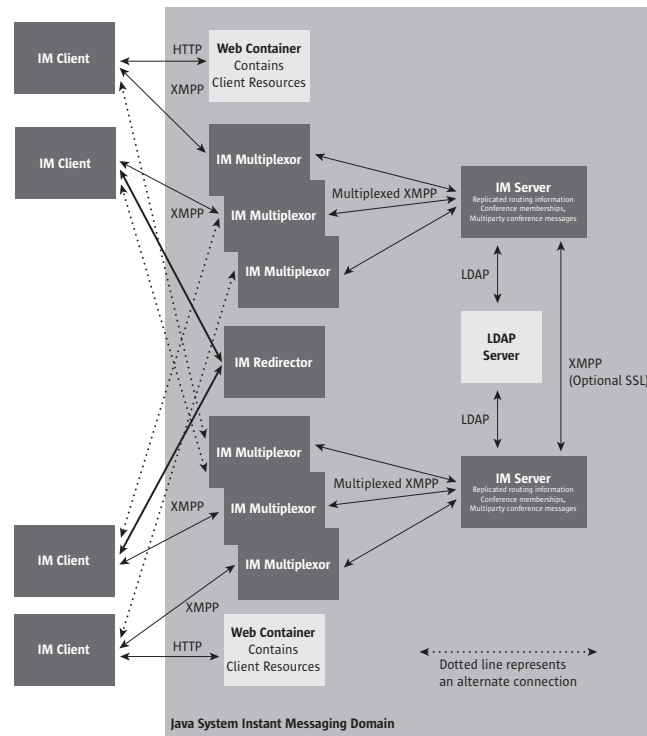 IM Client
HTTP
Web Container
Contains
Client Resources
XMPP
IM Client
IM Multiplexor
IM Multiplexor
IM Multiplexor
XMPP
Multiplexed XMPP
IM Server
Replicated routing information
Conference memberships,
Multiparty conference messages
LDAP
LDAP
Server
XMPP
(Optional SSL)
IM Redirector
LDAP
IM Multiplexor
IM Multiplexor
IM Multiplexor
Multiplexed XMPP
IM Server
Replicated routing information
Conference memberships,
Multiparty conference messages
XMPP
IM Client
XMPP
IM Client
HTTP
Web Container
Contains
Client Resources
Dotted line represents
an alternate connection
Java System Instant Messaging Domain